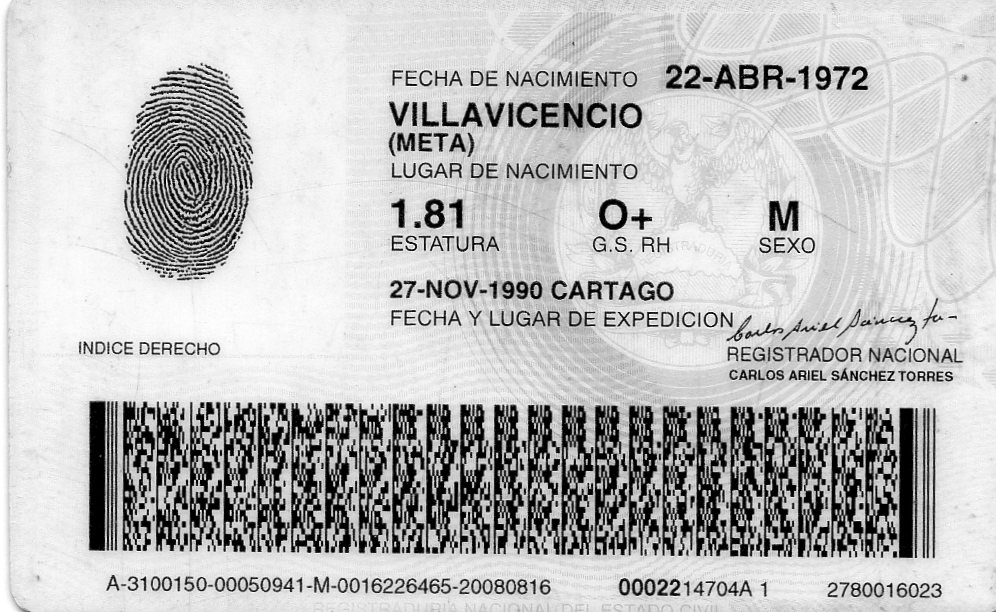 FECHA DE NACIMIENTO 22-ABR-1972
VILLAVICENCIO
(META)
LUGAR DE NACIMIENTO
1.81 O+ M
ESTATURA G.S. RH SEXO
27-NOV-1990 CARTAGO
FECHA Y LUGAR DE EXPEDICION
Carlos Ariel Sánchez
INDICE DERECHO
REGISTRADOR NACIONAL
CARLOS ARIEL SÁNCHEZ TORRES
A-3100150-00050941-M-0016226465-20080816 0002214704A 1 2780016023
REGISTRADURIA NACIONAL DEL ESTADO CIVIL